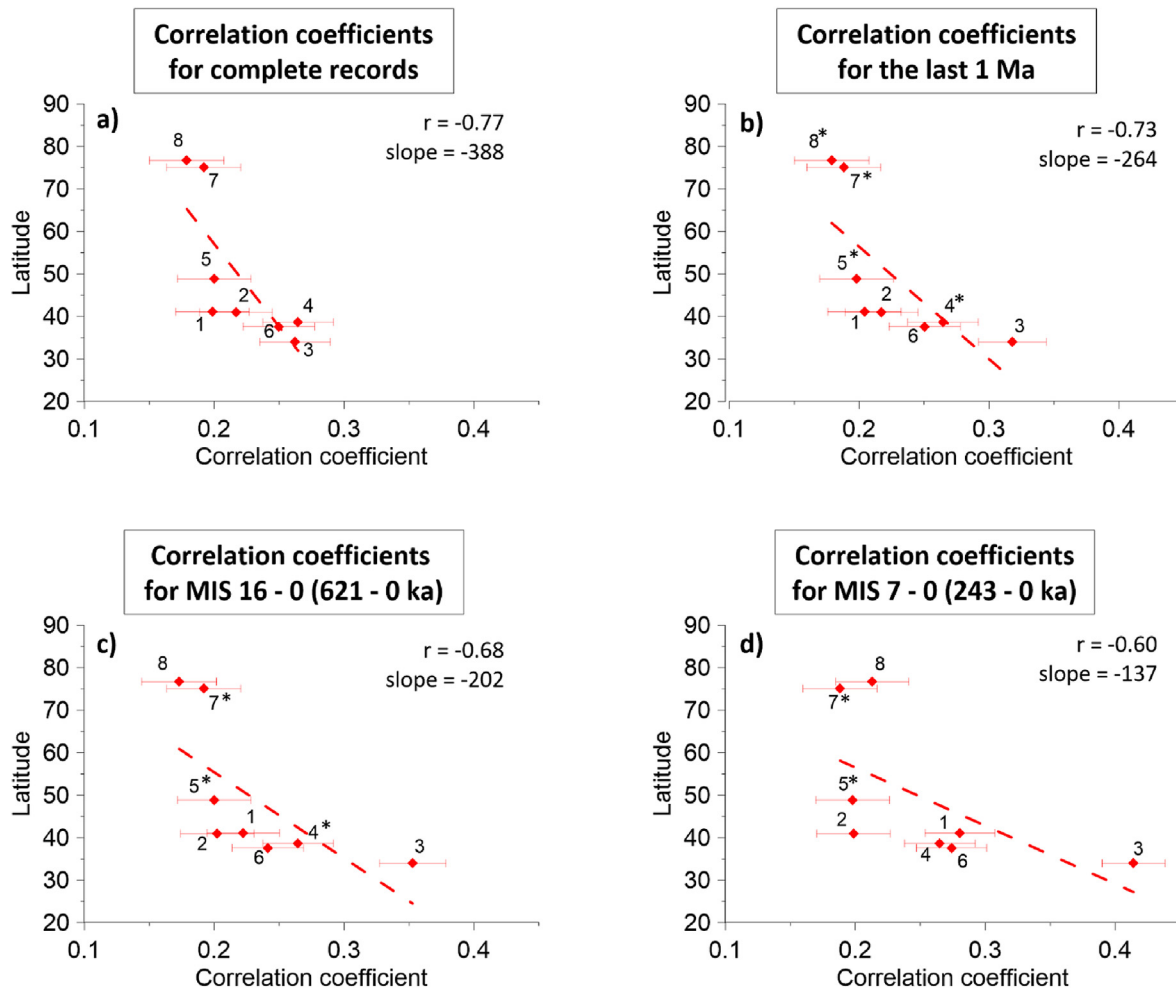 Correlation coefficients
for complete records
Correlation coefficients
for the last 1 Ma
a)
r = -0.77
slope = -388
Latitude
90
80
70
60
50
40
30
20
8
7
5
2
1
4
6
3
0.1
0.2
0.3
0.4
Correlation coefficient
b)
r = -0.73
slope = -264
Latitude
90
80
70
60
50
40
30
20
8*
7*
5*
2
1
4*
6
3
0.1
0.2
0.3
0.4
Correlation coefficient
Correlation coefficients
for MIS 16 - 0 (621 - 0 ka)
Correlation coefficients
for MIS 7 - 0 (243 - 0 ka)
c)
r = -0.68
slope = -202
Latitude
90
80
70
60
50
40
30
20
8
7*
5*
1
2
4*
6
3
0.1
0.2
0.3
0.4
Correlation coefficient
d)
r = -0.60
slope = -137
Latitude
90
80
70
60
50
40
30
20
8
7*
5*
2
1
4
6
3
0.1
0.2
0.3
0.4
Correlation coefficient